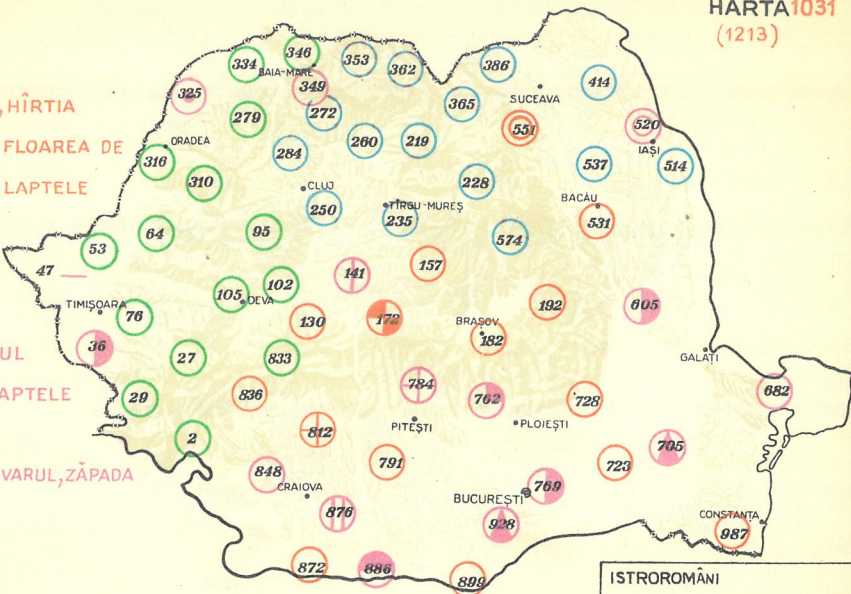 HARTA 1031
(1213)
346
334
353
362
386
BAIA-MARE
349
325
414
SUCEAVA
365
272
,HÎRTIA
279
551
520
FLOAREA DE
ORADEA
260
219
IAȘI
284
316
537
514
LAPTELE
310
228
CLUJ
250
TÎRGU-MUREȘ
BACĂU
235
531
64
95
574
53
47
157
141
102
105
DEVA
192
605
TIMIȘOARA
76
130
172
BRAȘOV
182
36
27
833
GALAȚI
UL
784
682
APTELE
29
836
762
728
PITEȘTI
PLOIEȘTI
2
812
705
791
723
VARUL,ZĂPADA
848
CRAIOVA
769
BUCUREȘTI
876
928
CONSTANȚA
987
872
886
899
ISTROROMÂNI